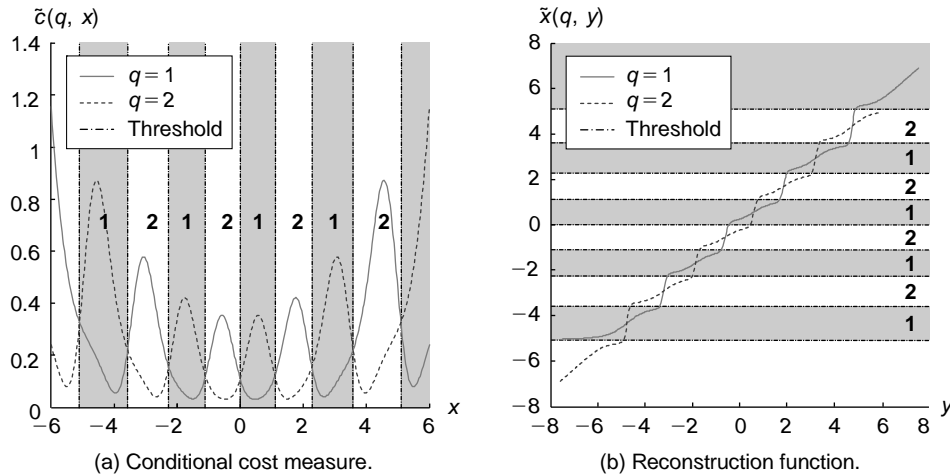 c̃(q, x)
1.4
1.2
1
0.8
0.6
0.4
0.2
0
q = 1
q = 2
Threshold
1 2 1 2 1 2 1 2
−6 −4 −2 0 2 4 6
x
(a) Conditional cost measure.
x̃(q, y)
8
6
4
2
0
−2
−4
−6
−8
q = 1
q = 2
Threshold
2
1
2
1
2
1
2
1
−8 −6 −4 −2 0 2 4 6 8
y
(b) Reconstruction function.